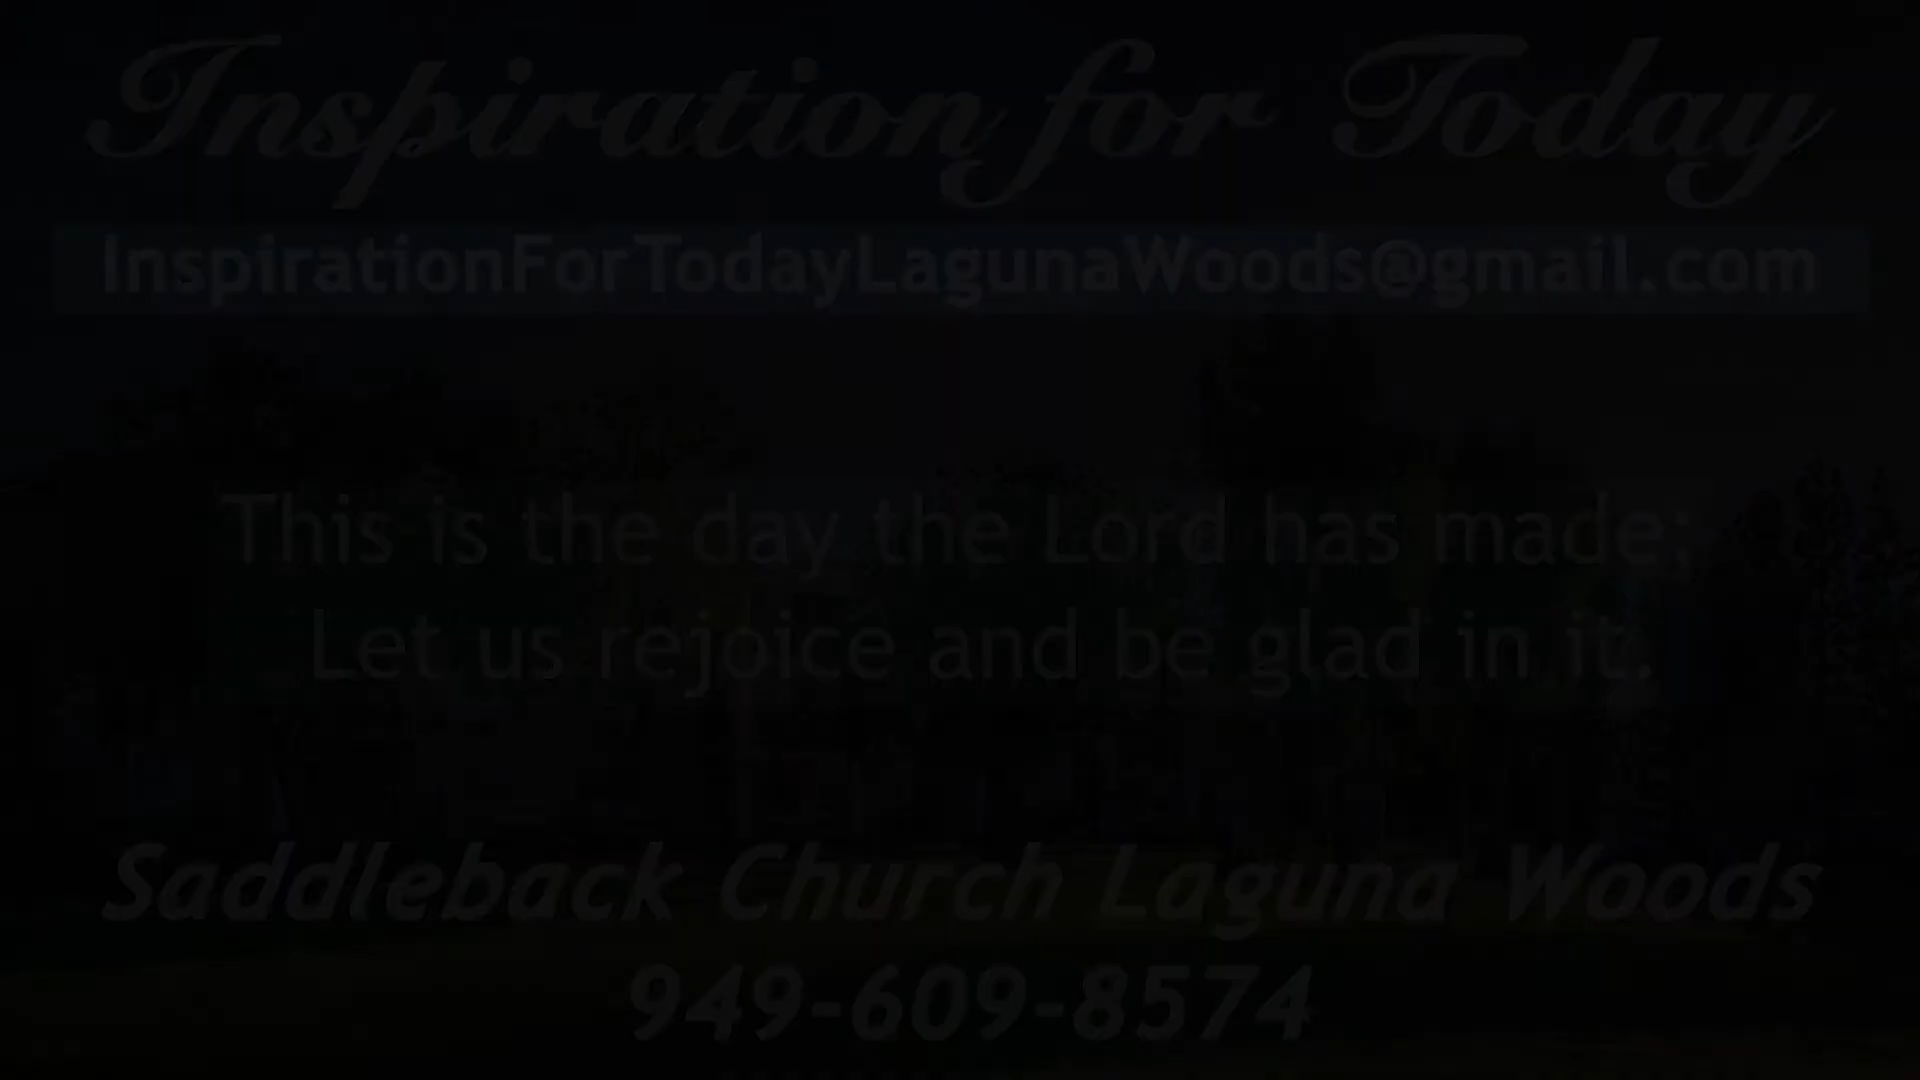 Inspiration for Today
InspirationForTodayLagunaWoods@gmail.com
This is the day the Lord has made;
Let us rejoice and be glad in it.
Saddleback Church Laguna Woods
949-609-8574